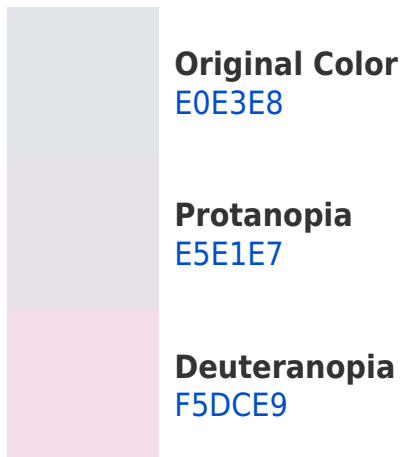 Original Color
E0E3E8
Protanopia
E5E1E7
Deuteranopia
F5DCE9